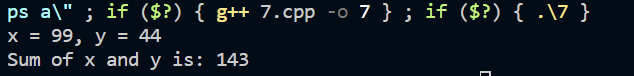 ps a\" ; if ($?) { g++ 7.cpp -o 7 } ; if ($?) { .\7 }
x = 99, y = 44
Sum of x and y is: 143